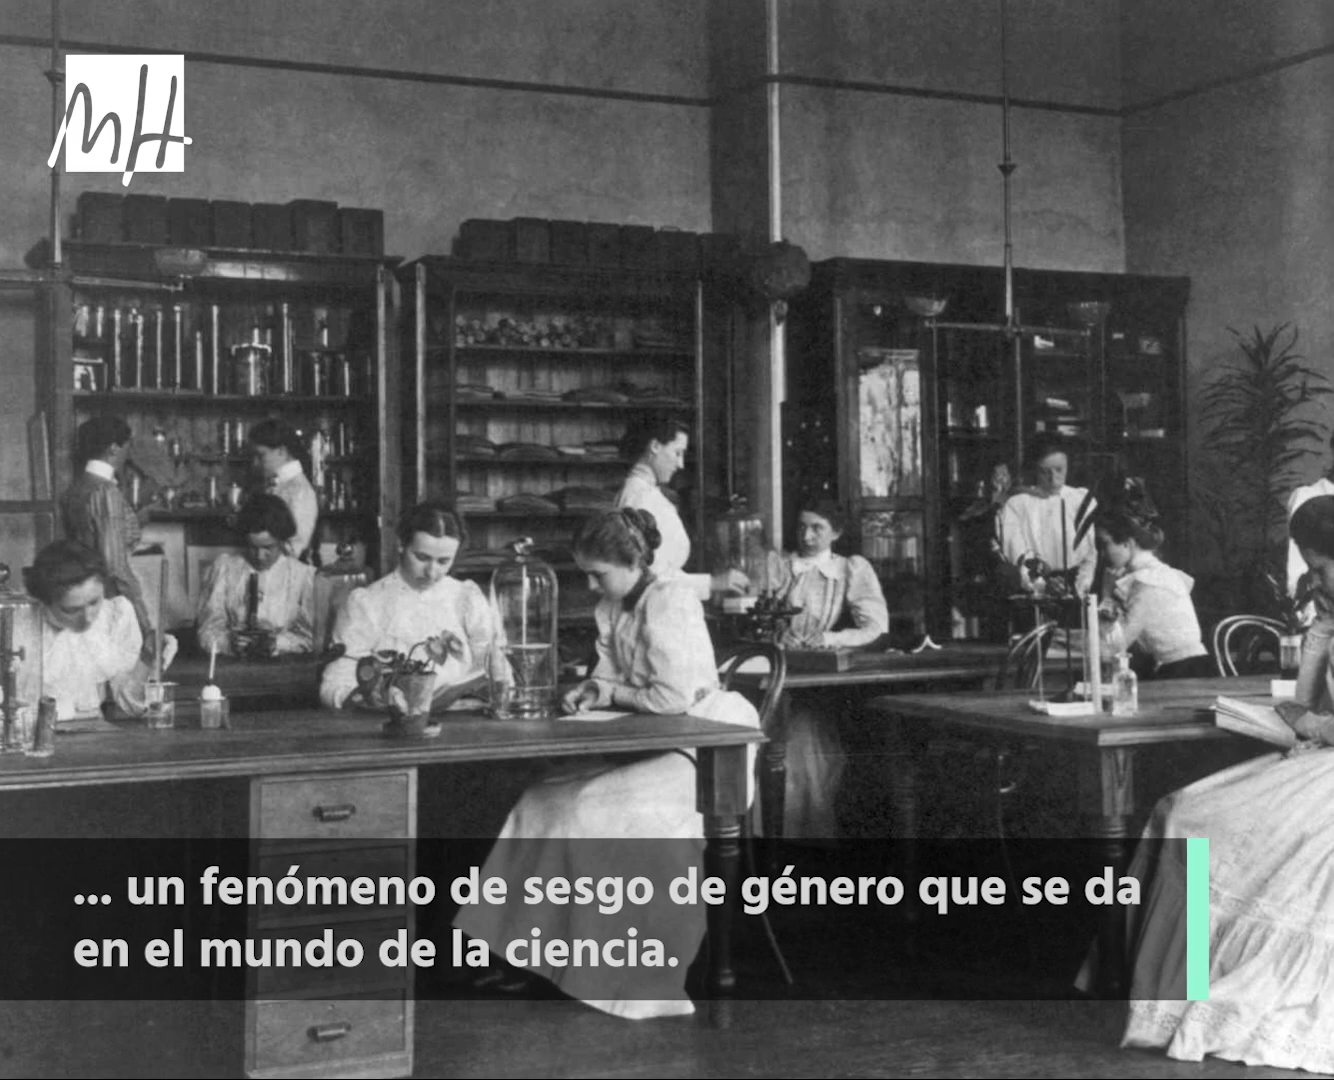 MH
... un fenómeno de sesgo de género que se da
en el mundo de la ciencia.